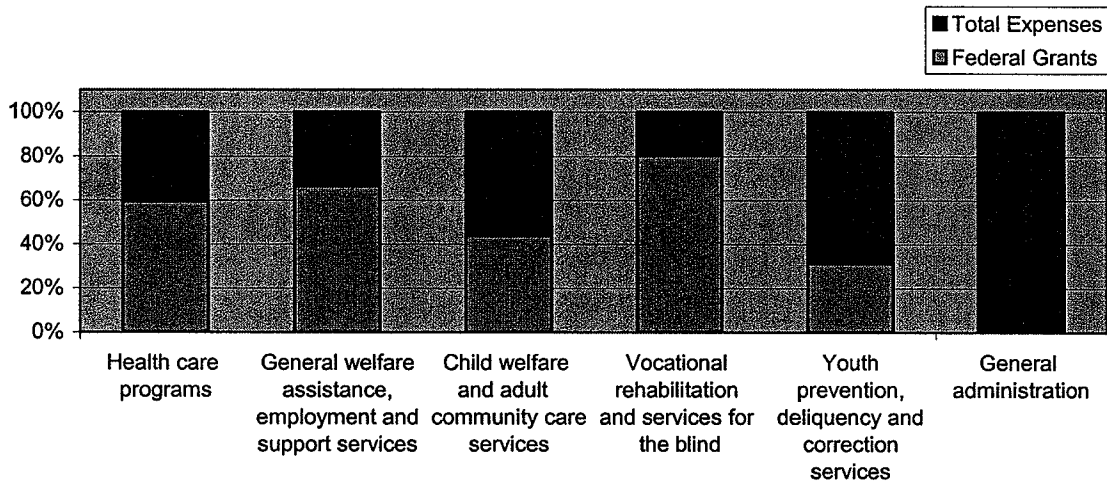 Total Expenses
Federal Grants
100%
80%
60%
40%
20%
0%
Health care
programs
General welfare
assistance,
employment and
support services
Child welfare
and adult
community care
services
Vocational
rehabilitation
and services for
the blind
Youth
prevention,
deliquency and
correction
services
General
administration